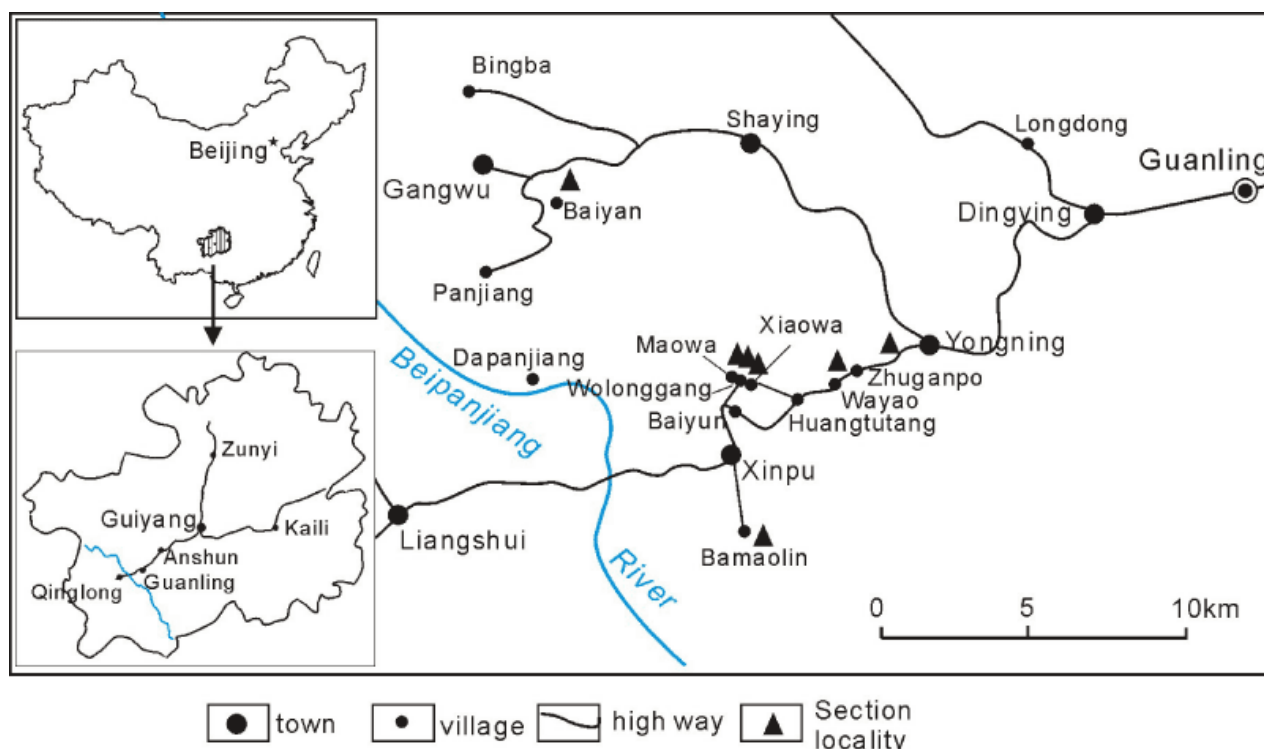 Beijing
Zunyi
Guiyang
Kaili
Anshun
Guanling
Qinglong
Bingba
Shaying
Longdong
Guanling
Gangwu
Baiyan
Dingving
Panjiang
Xiaowa
Yongning
Maowa
Dapanjiang
Zhuganpo
Wolonggang
Wayao
Beipanjiang
Baiyun
Huangtutang
Xinpu
Liangshui
Bamaolin
River
0 5 10km
town
village
high way
Section
locality